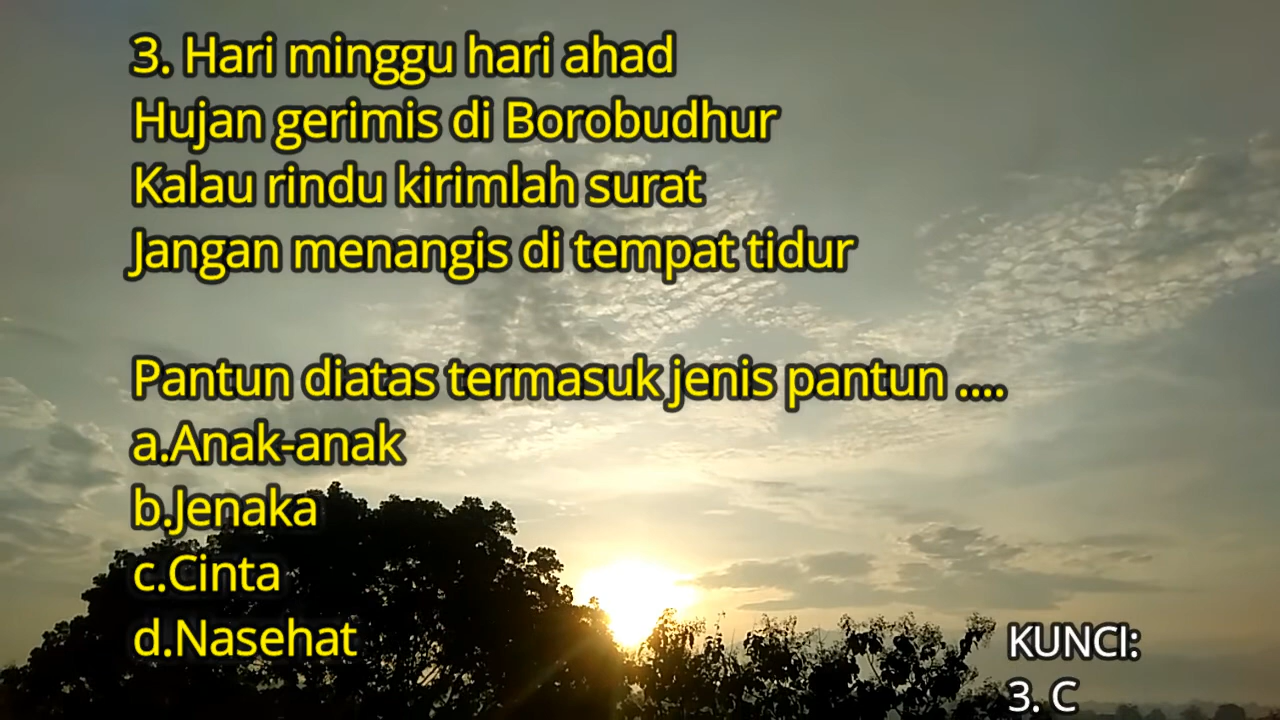 3. Hari minggu hari ahad
Hujan gerimis di Borobudhur
Kalau rindu kirimlah surat
Jangan menangis di tempat tidur
Pantun diatas termasuk jenis pantun ....
a.Anak-anak
b.Jenaka
c.Cinta
d.Nasehat
KUNCI:
3. C